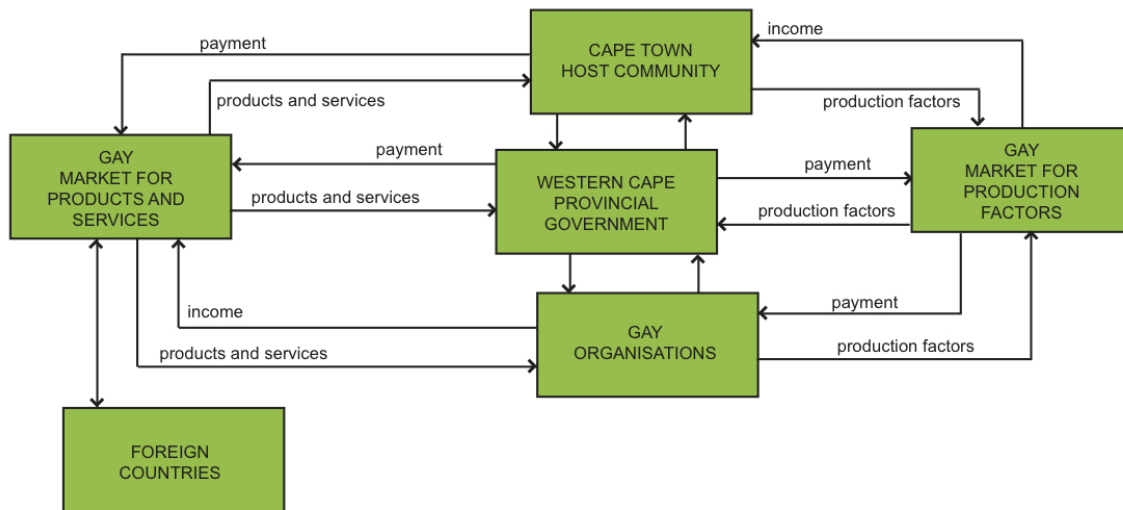 payment
CAPE TOWN
HOST COMMUNITY
income
products and services
production factors
GAY
MARKET FOR
PRODUCTS AND
SERVICES
payment
products and services
WESTERN CAPE
PROVINCIAL
GOVERNMENT
payment
production factors
GAY
MARKET FOR
PRODUCTION
FACTORS
income
products and services
GAY
ORGANISATIONS
payment
production factors
FOREIGN
COUNTRIES